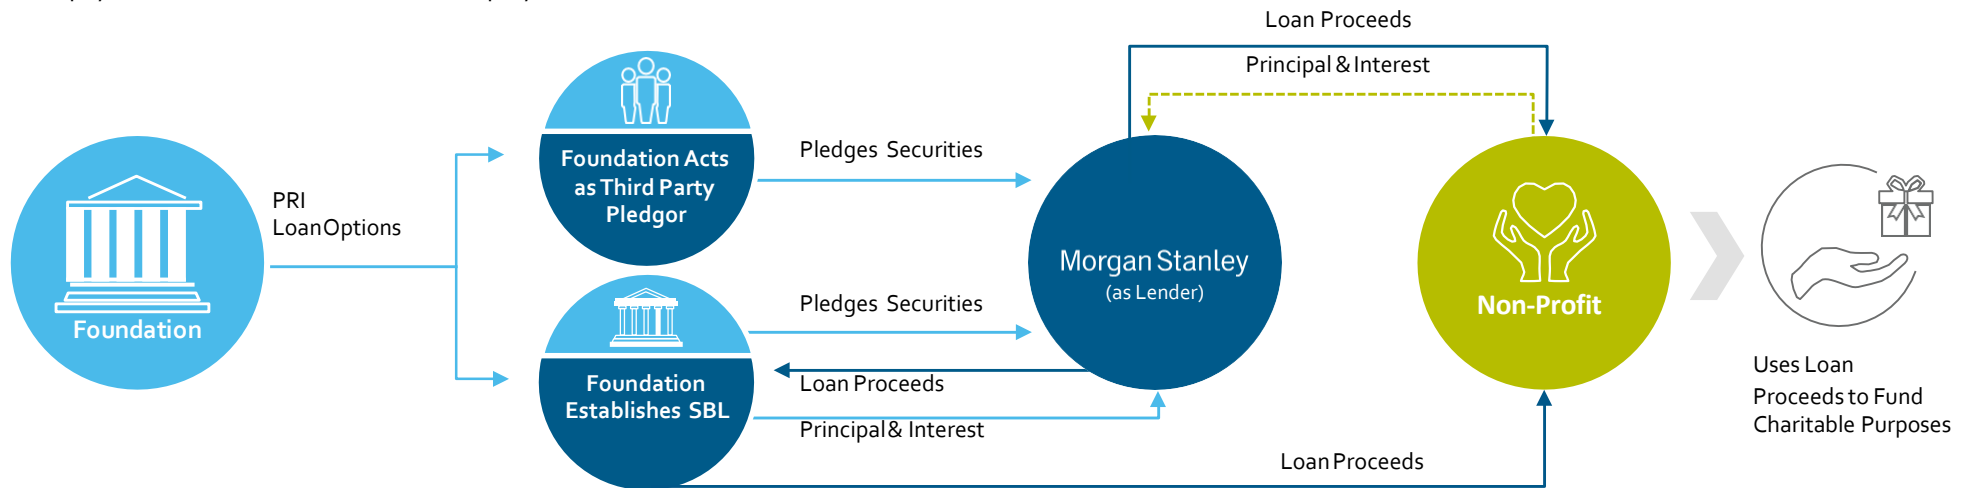 Loan Proceeds
Principal & Interest
Foundation Acts
as Third Party
Pledgor
Pledges Securities
PRI
Loan Options
Foundation
Morgan Stanley
(as Lender)
Non-Profit
Pledges Securities
Foundation
Establishes SBL
Loan Proceeds
Principal & Interest
Loan Proceeds
Uses Loan
Proceeds to Fund
Charitable Purposes